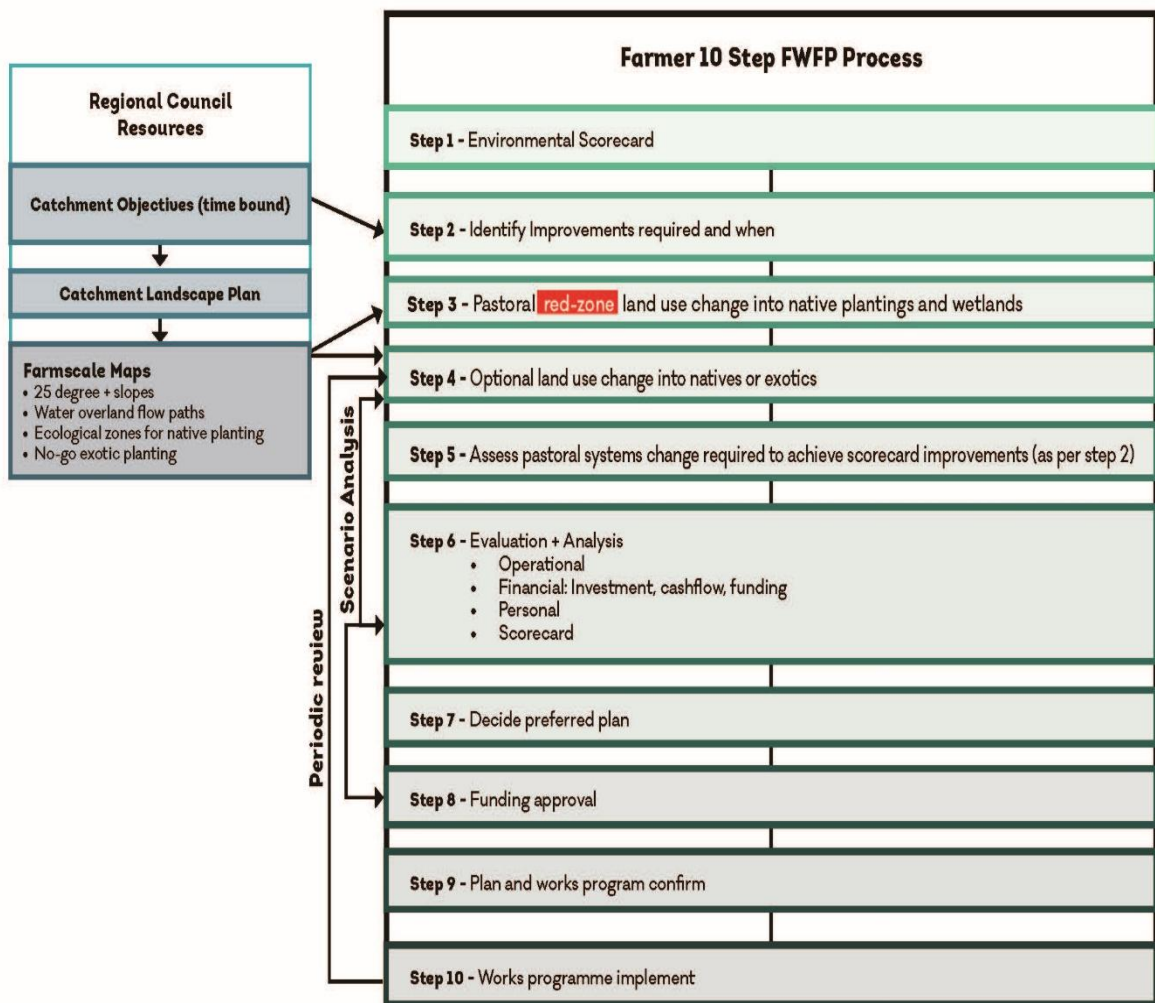 Regional Council
Resources
Catchment Objectives (time bound)
Catchment Landscape Plan
Farmscale Maps
• 25 degree + slopes
• Water overland flow paths
• Ecological zones for native planting
• No-go exotic planting
Farmer 10 Step FWFP Process
Step 1 - Environmental Scorecard
Step 2 - Identify Improvements required and when
Step 3 - Pastoral red-zone land use change into native plantings and wetlands
Step 4 - Optional land use change into natives or exotics
Step 5 - Assess pastoral systems change required to achieve scorecard improvements (as per step 2)
Step 6 - Evaluation + Analysis
• Operational
• Financial: Investment, cashflow, funding
• Personal
• Scorecard
Step 7 - Decide preferred plan
Step 8 - Funding approval
Step 9 - Plan and works program confirm
Step 10 - Works programme implement
Scenario Analysis
Periodic review